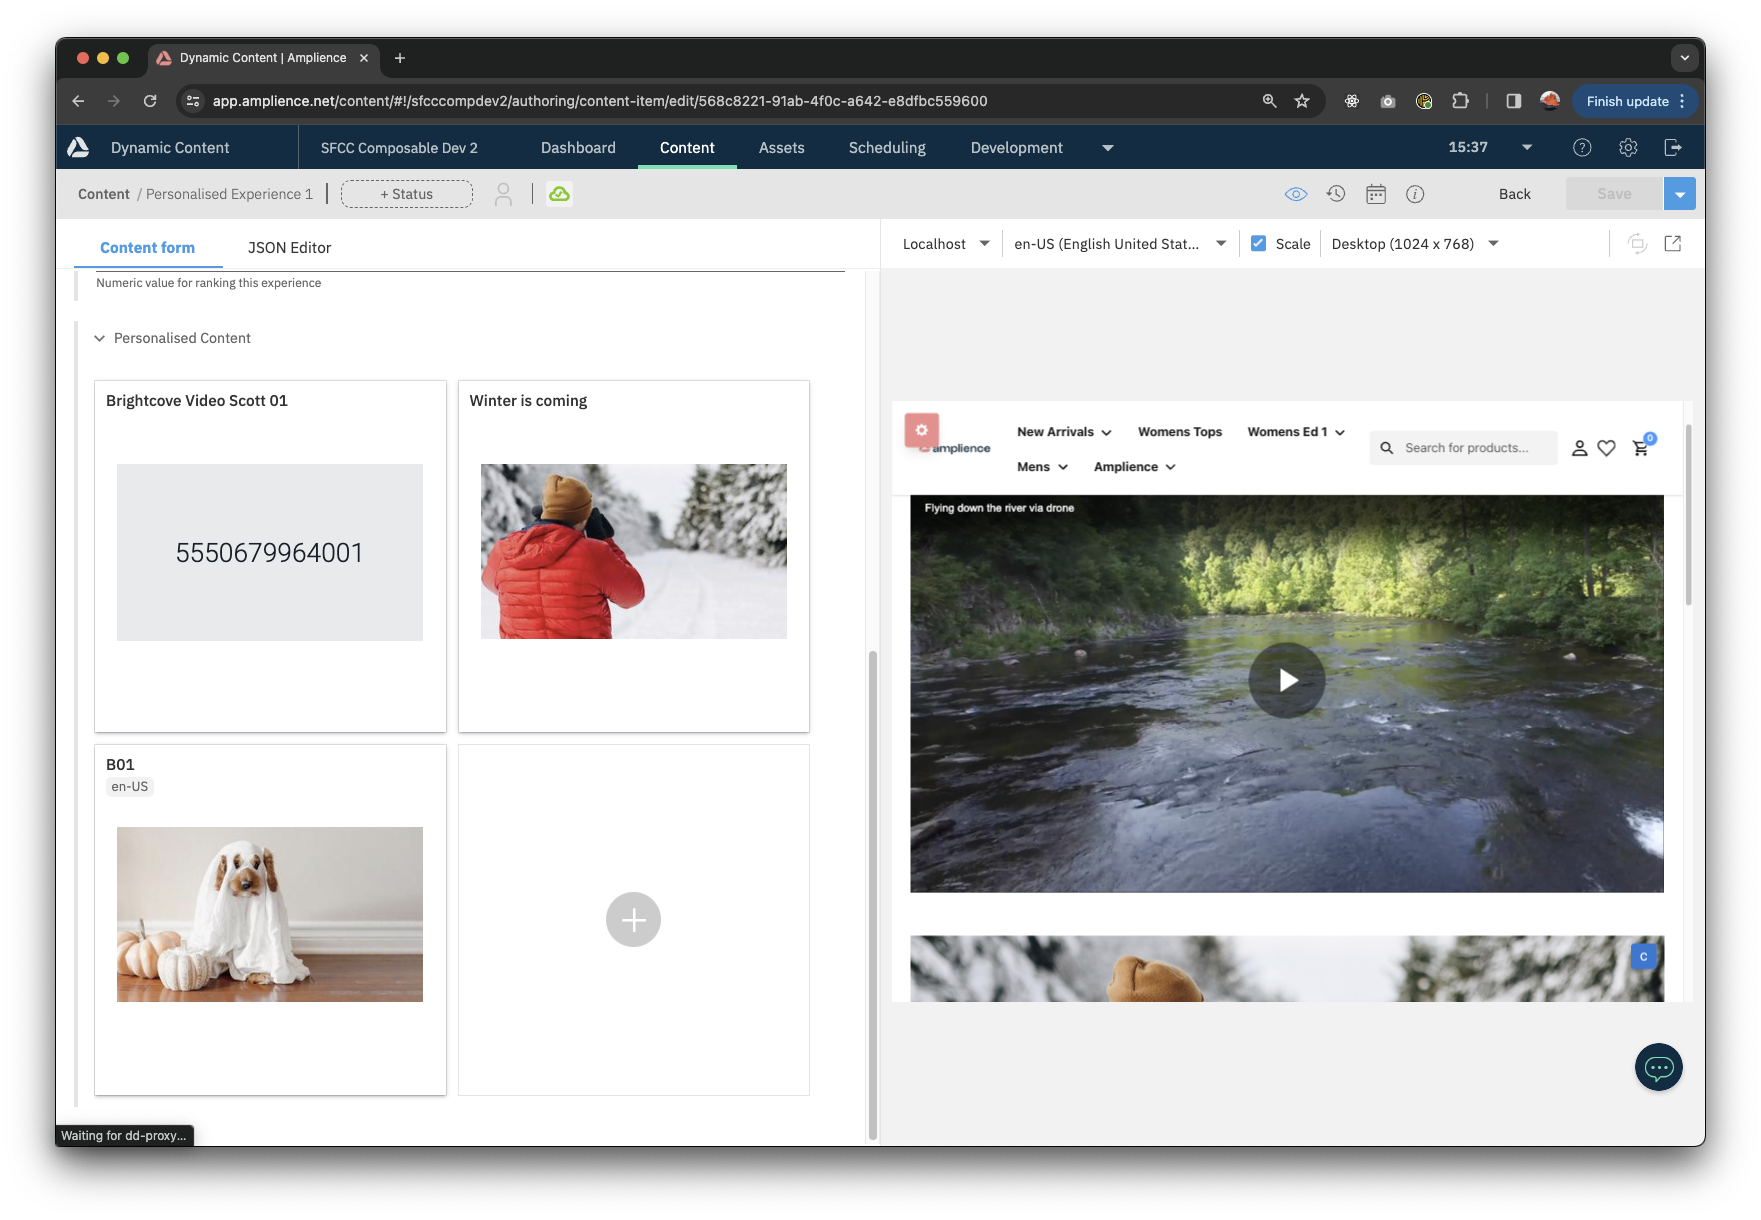 Dynamic Content | Amplience
app.amplience.net/content/#!/sfcccompdev2/authoring/content-item/edit/568c8221-91ab-4f0c-a642-e8dfbc559600
Finish update
Dynamic Content
SFCC Composable Dev 2
Dashboard
Content
Assets
Scheduling
Development
15:37
Content / Personalised Experience 1
+ Status
Back
Save
Content form
JSON Editor
Localhost
en-US (English United Stat...
Scale
Desktop (1024 x 768)
Numeric value for ranking this experience
Personalised Content
Brightcove Video Scott 01
5550679964001
Winter is coming
B01
en-US
amplience
New Arrivals
Womens Tops
Womens Ed 1
Mens
Amplience
Search for products...
0
Flying down the river via drone
C
Waiting for dd-proxy...